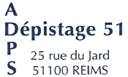 A
Dépistage 51
P
S
25 rue du Jard
51100 REIMS